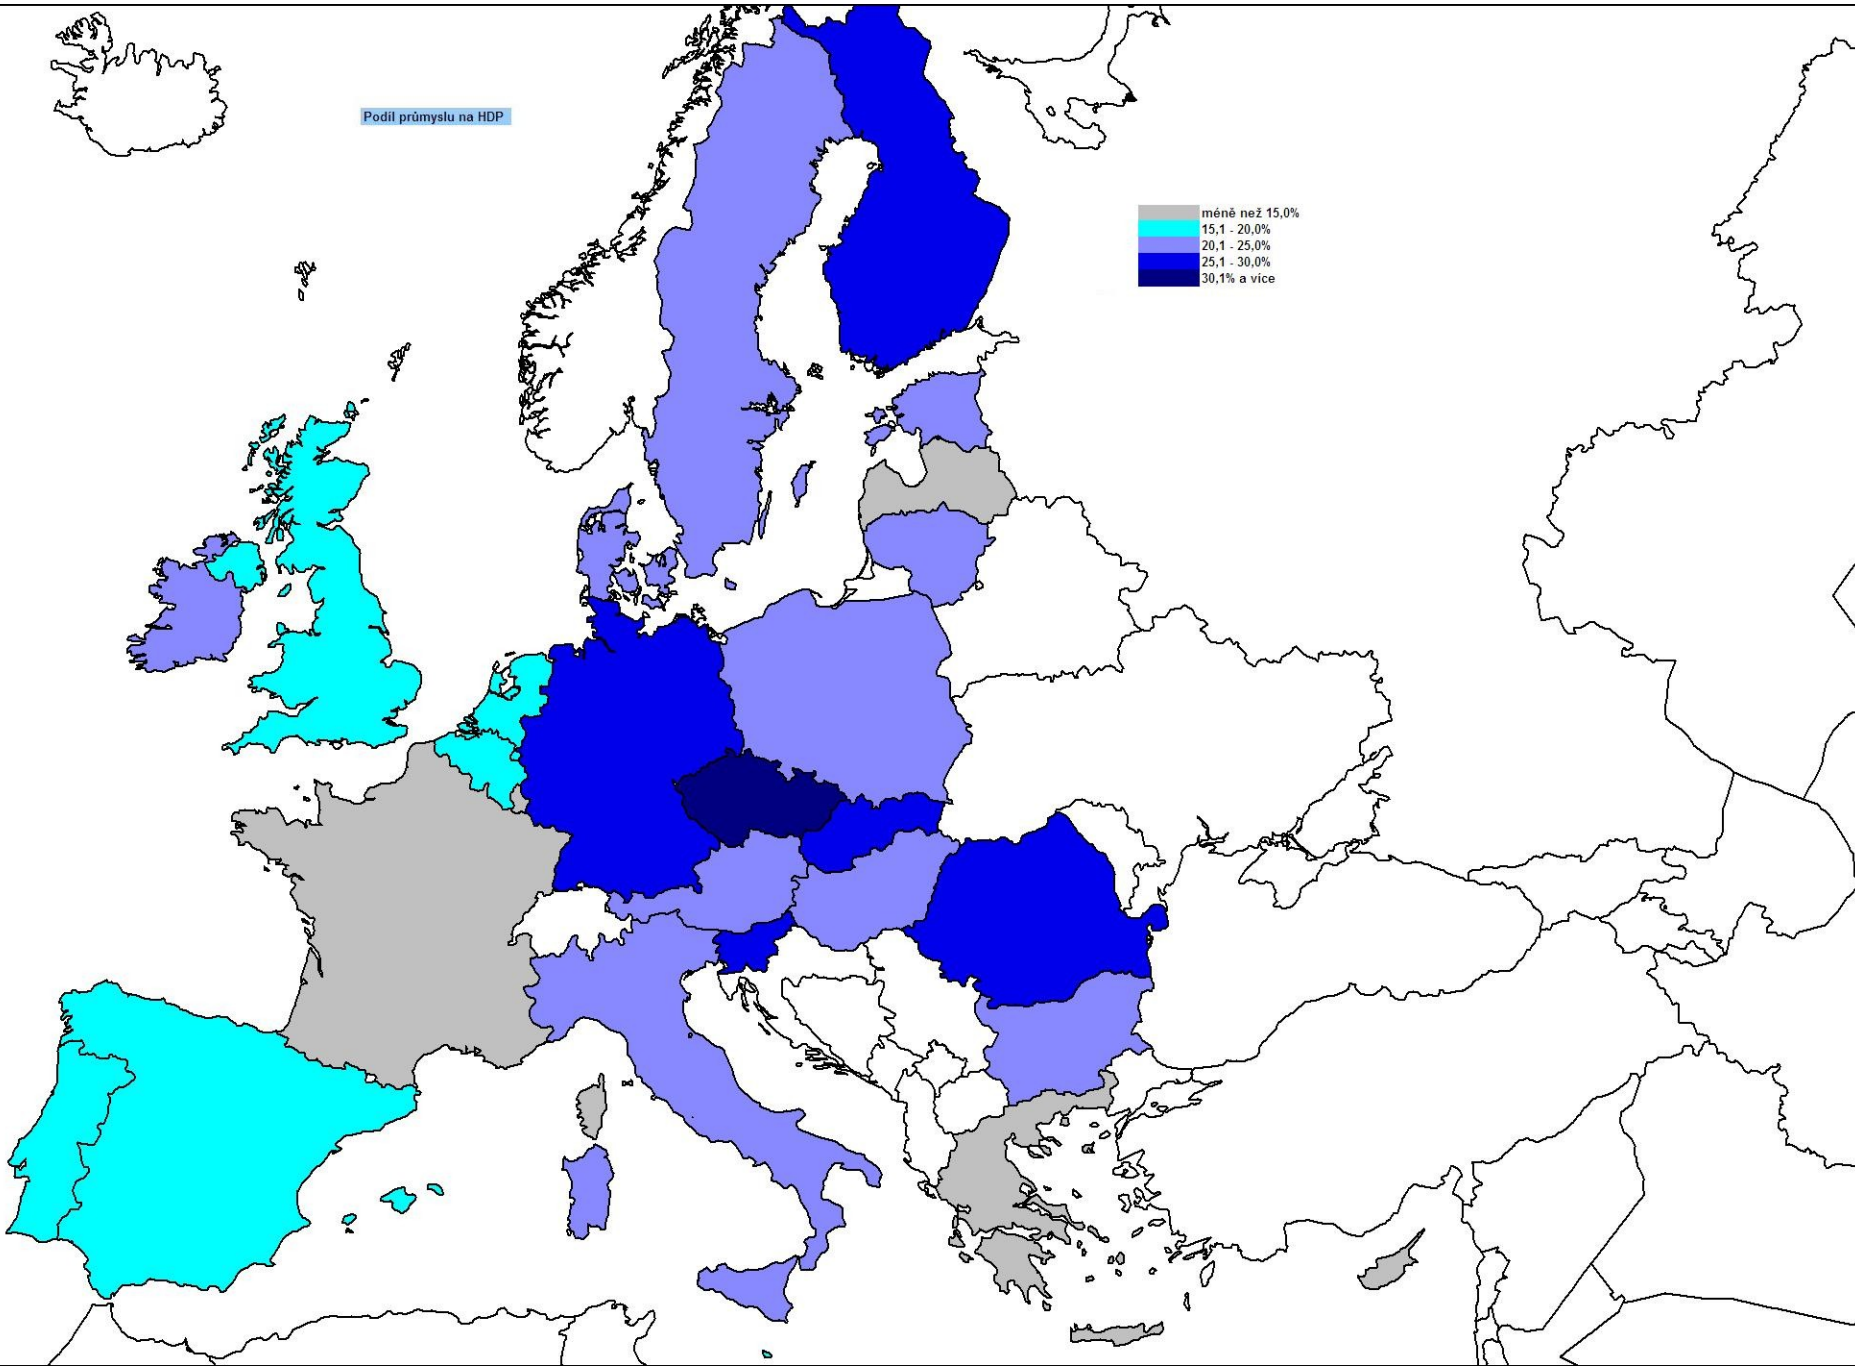 Podíl průmyslu na HDP
méně než 15,0%
15,1 - 20,0%
20,1 - 25,0%
25,1 - 30,0%
30,1% a více